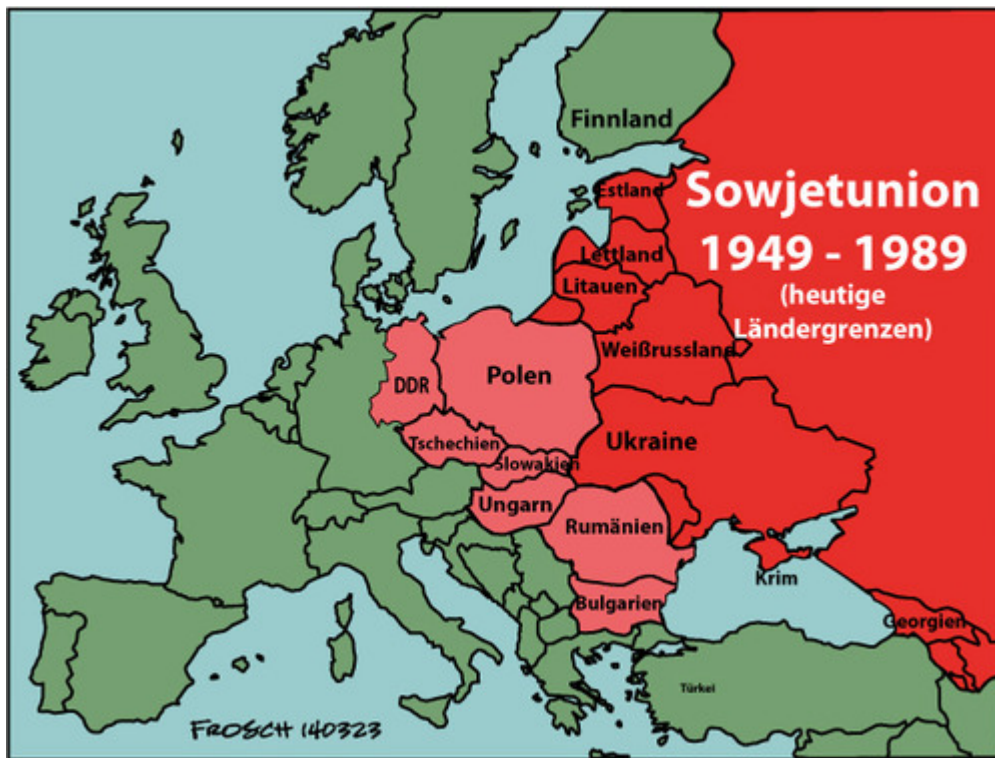 Finnland
Estland
Sowjetunion
1949 - 1989
(heutige
Ländergrenzen)
Lettland
Litauen
Weißrussland
DDR
Polen
Tschechien
Slowakien
Ukraine
Ungarn
Rumänien
Krim
Bulgarien
Georgien
Türkei
FROSCH 140323